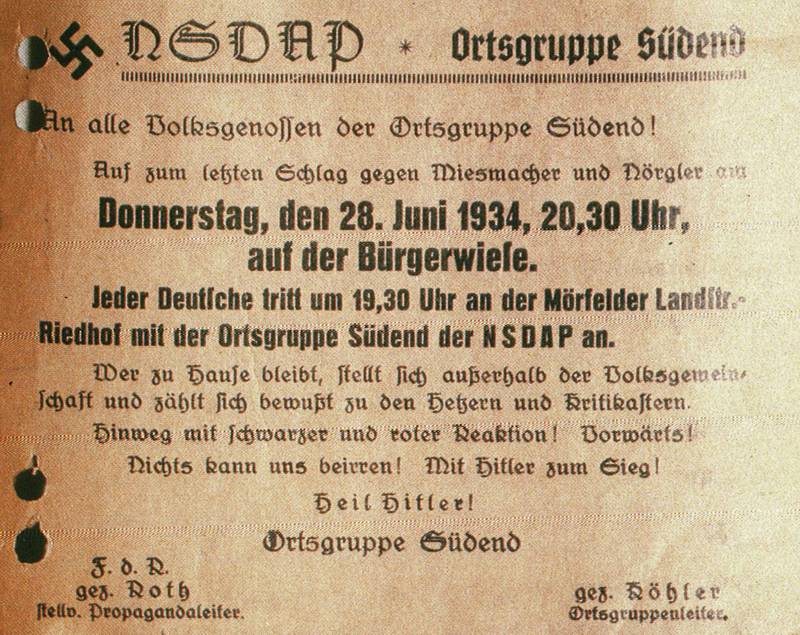 NSDAP * Ortsgruppe Südend
An alle Volksgenossen der Ortsgruppe Südend!
Auf zum letzten Schlag gegen Miesmacher und Nörgler am
Donnerstag, den 28. Juni 1934, 20,30 Uhr,
auf der Bürgerwiese.
Jeder Deutsche tritt um 19,30 Uhr an der Mörfelder Landstr.-
Riedhof mit der Ortsgruppe Südend der NSDAP an.
Wer zu Hause bleibt, stellt sich außerhalb der Volksgemein-
schaft und zählt sich bewußt zu den Hetzern und Kritikastern.
Hinweg mit schwarzer und roter Reaktion! Vorwärts!
Nichts kann uns beirren! Mit Hitler zum Sieg!
Heil Hitler!
Ortsgruppe Südend
F. d. R.
gez. Roth
stellv. Propagandaleiter.
gez. Köhler
Ortsgruppenleiter.